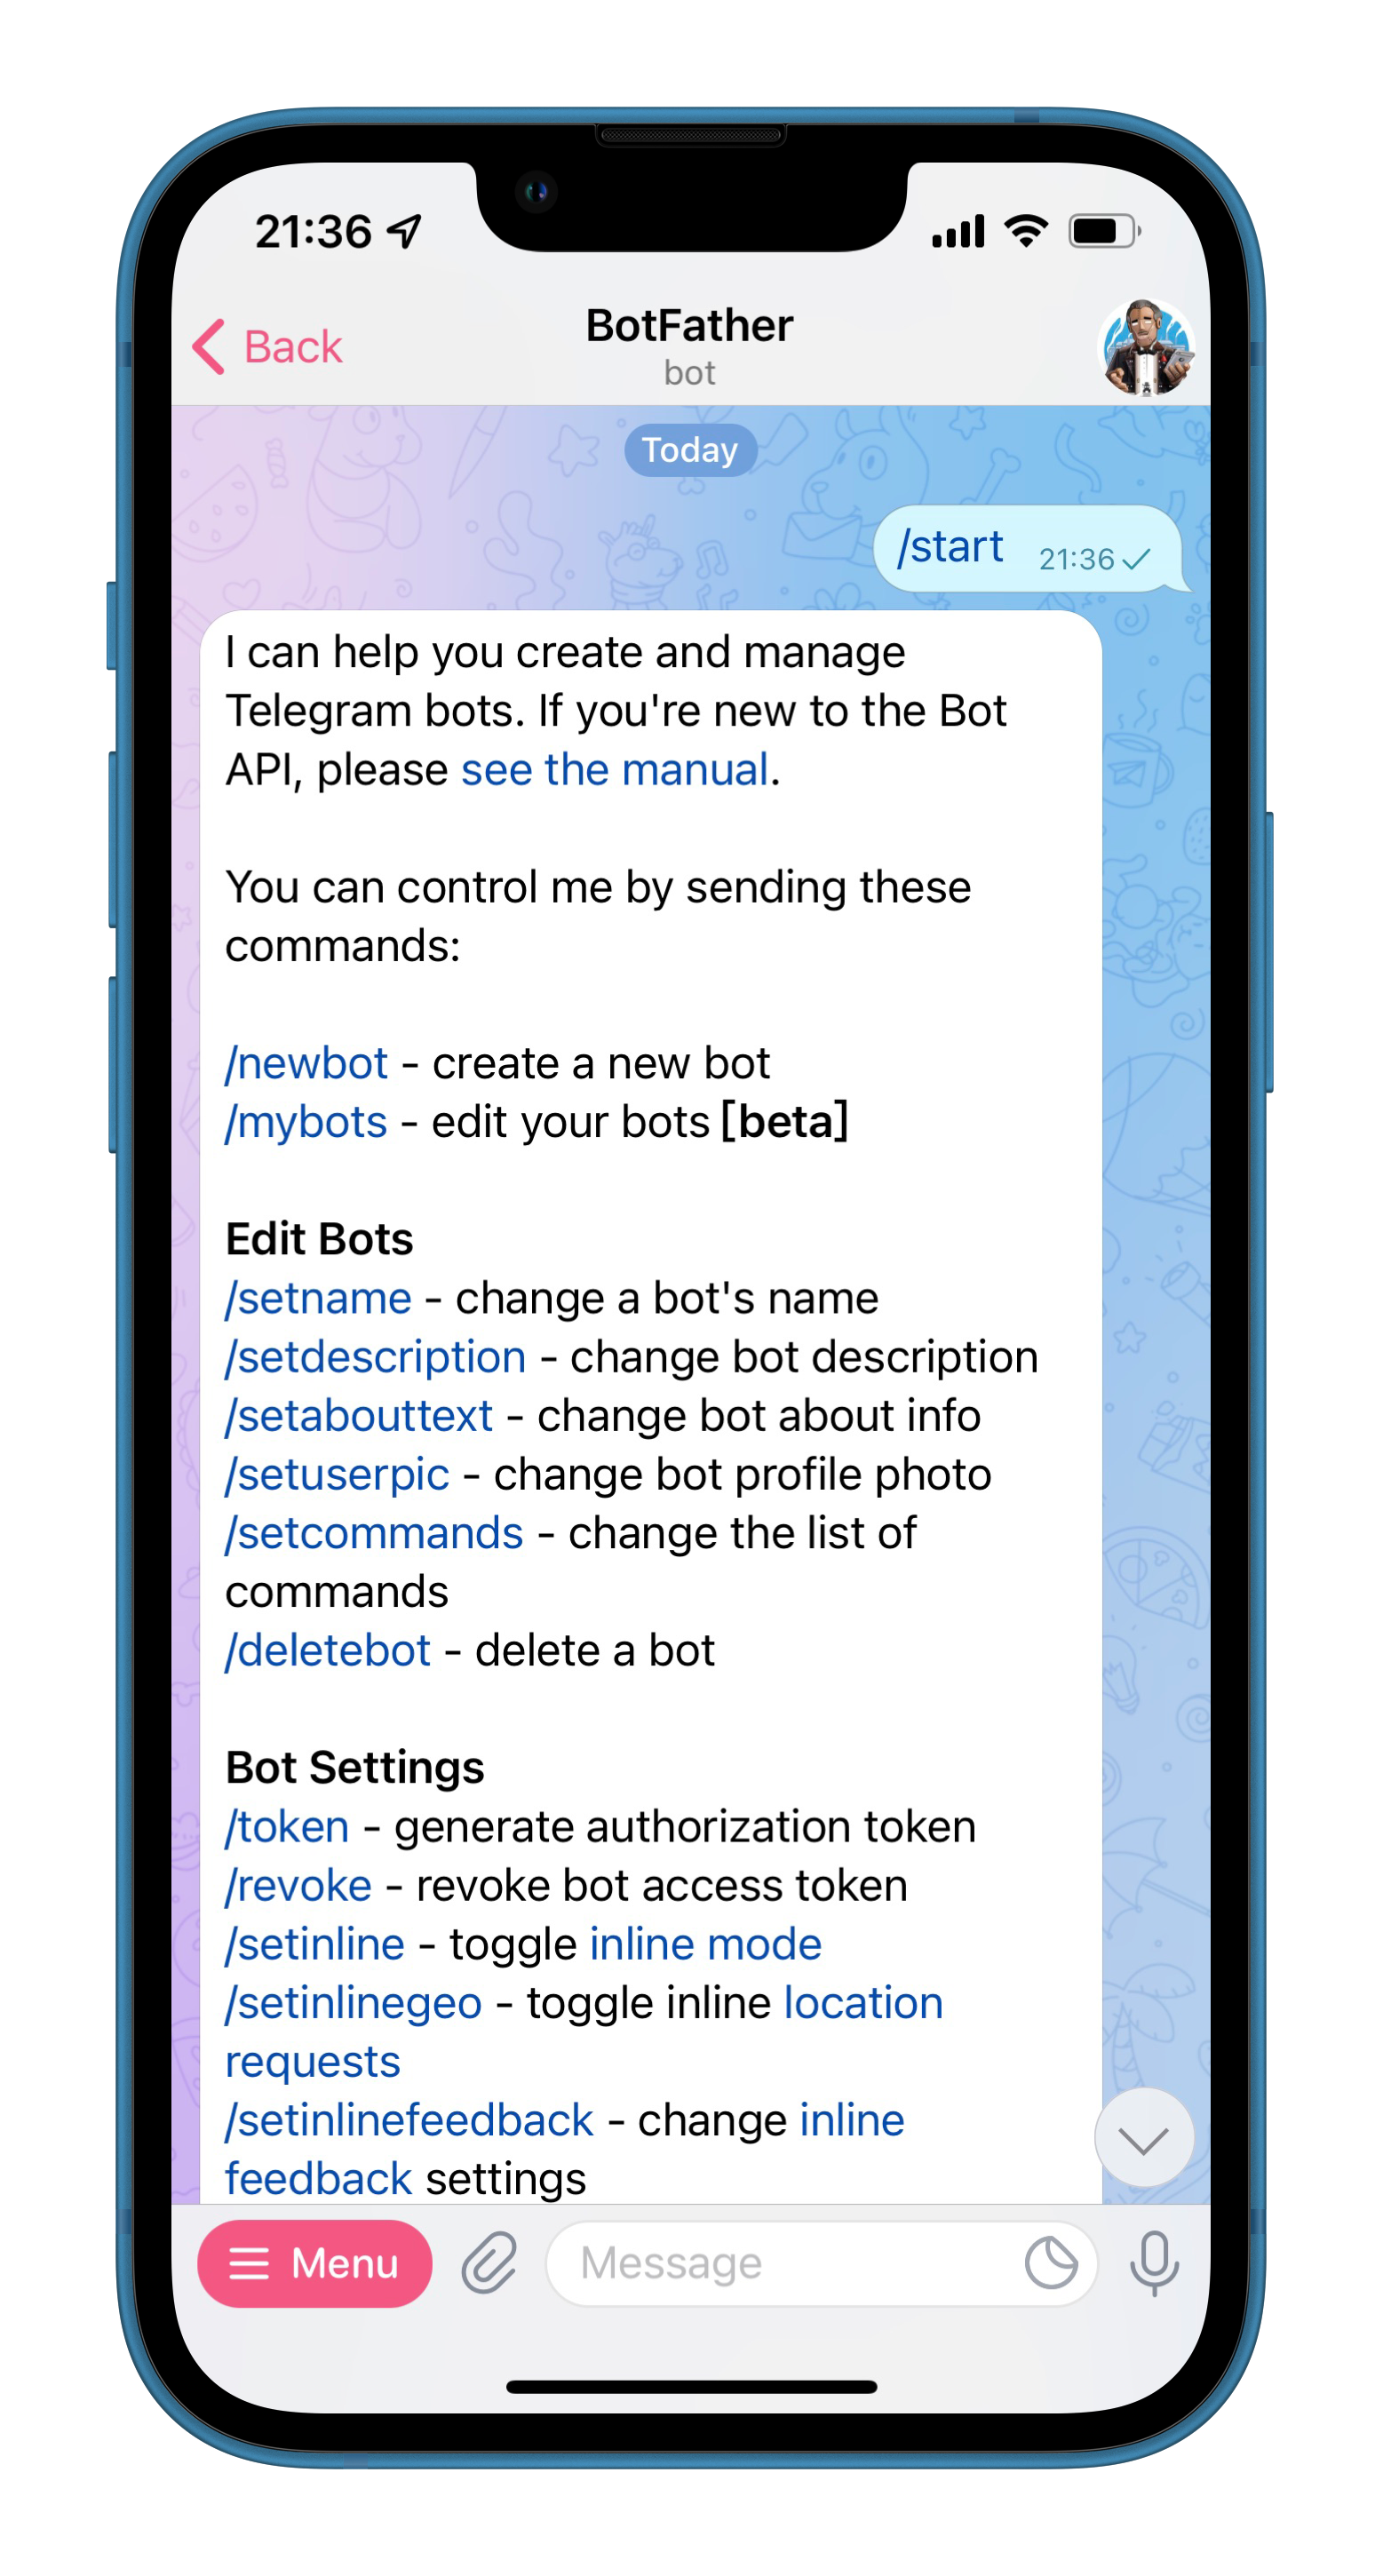 21:36
Back
BotFather
bot
Today
/start 21:36
I can help you create and manage
Telegram bots. If you're new to the Bot
API, please see the manual.
You can control me by sending these
commands:
/newbot - create a new bot
/mybots - edit your bots [beta]
Edit Bots
/setname - change a bot's name
/setdescription - change bot description
/setabouttext - change bot about info
/setuserpic - change bot profile photo
/setcommands - change the list of
commands
/deletebot - delete a bot
Bot Settings
/token - generate authorization token
/revoke - revoke bot access token
/setinline - toggle inline mode
/setinlinegeo - toggle inline location
requests
/setinlinefeedback - change inline
feedback settings
Menu
Message